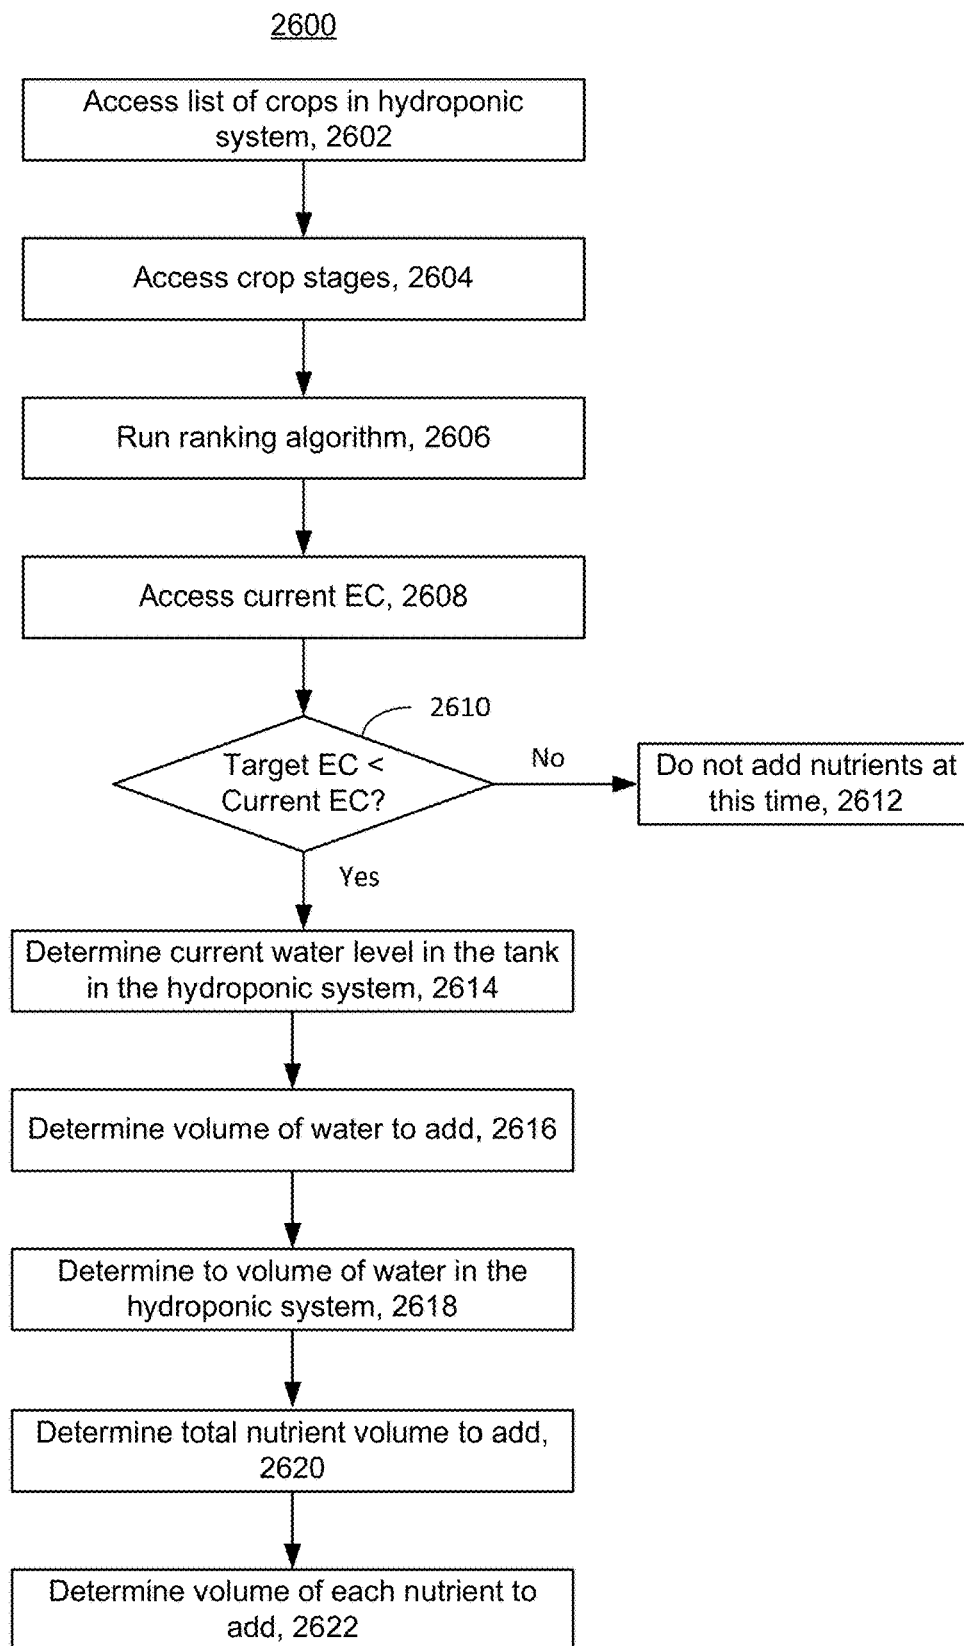 2600
Access list of crops in hydroponic
system, 2602
Access crop stages, 2604
Run ranking algorithm, 2606
Access current EC, 2608
2610
Target EC <
Current EC?
No
Do not add nutrients at
this time, 2612
Yes
Determine current water level in the tank
in the hydroponic system, 2614
Determine volume of water to add, 2616
Determine to volume of water in the
hydroponic system, 2618
Determine total nutrient volume to add,
2620
Determine volume of each nutrient to
add, 2622